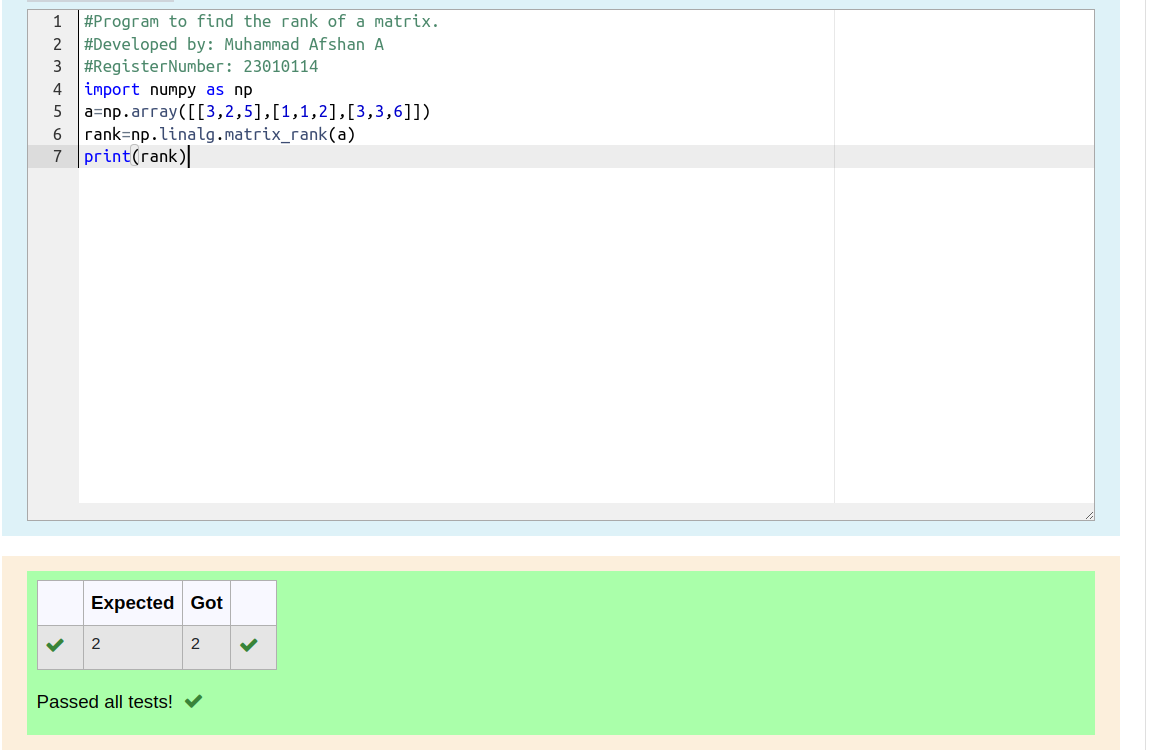 1 #Program to find the rank of a matrix.
2 #Developed by: Muhammad Afshan A
3 #RegisterNumber: 23010114
4 import numpy as np
5 a=np.array([[3,2,5],[1,1,2],[3,3,6]])
6 rank=np.linalg.matrix_rank(a)
7 print(rank)
Expected Got
2 2
Passed all tests!